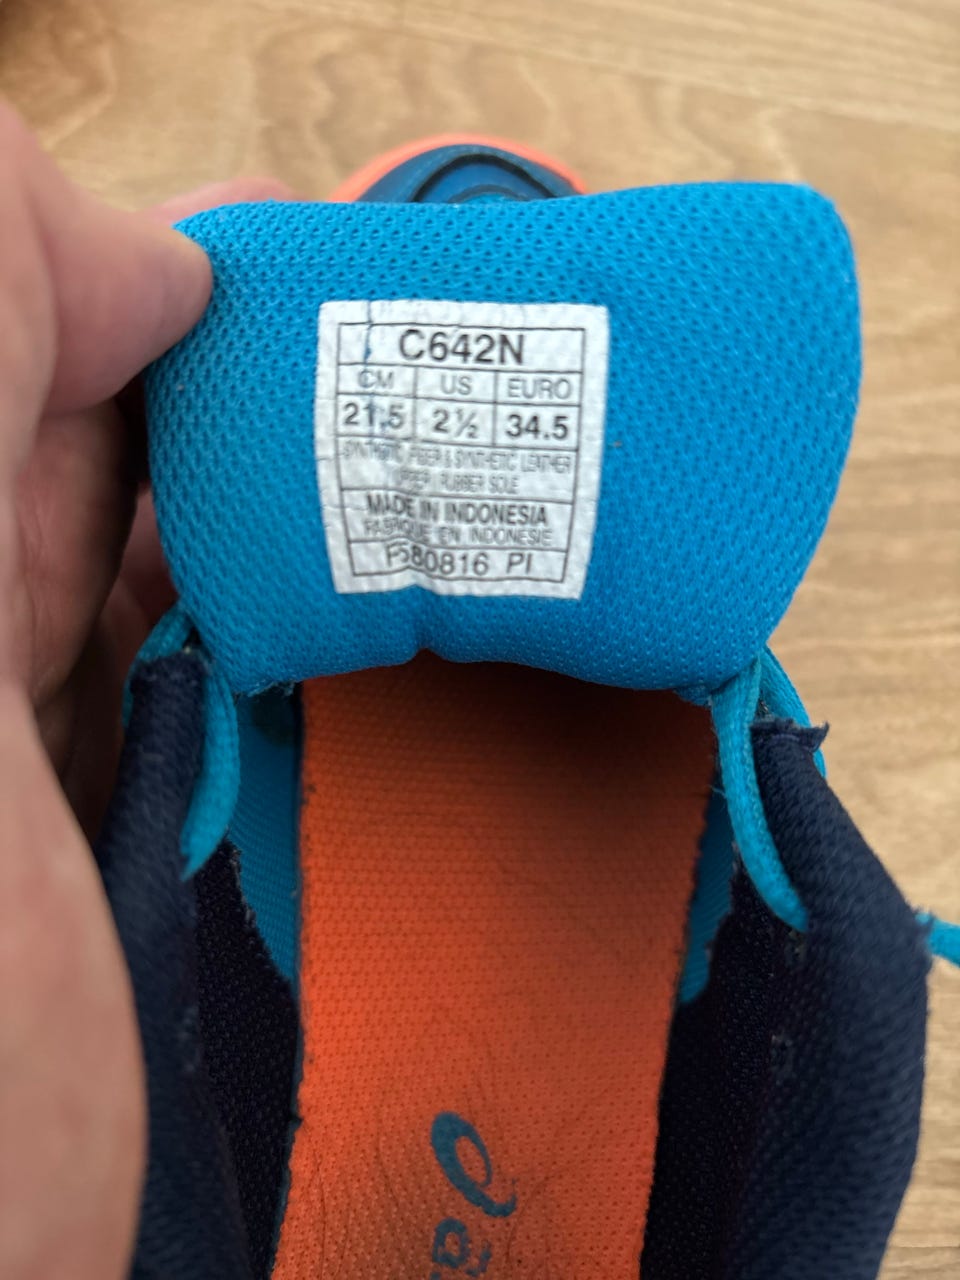 C642N
CM US EURO
21.5 2½ 34.5
SYNTHETIC FIBER & SYNTHETIC LEATHER
UPPER RUBBER SOLE
MADE IN INDONESIA
FABRIQUE EN INDONESIE
F580816 PI